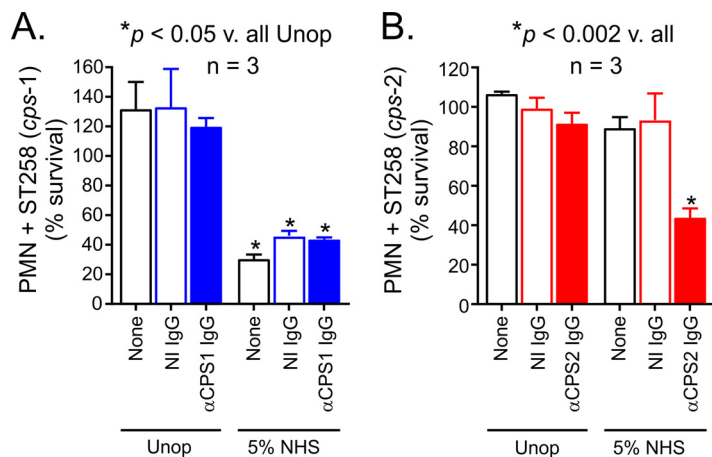 A.
*p < 0.05 v. all Unop
n = 3
PMN + ST258 (cps-1)
(% survival)
160
140
120
100
80
60
40
20
0
*
*
*
None
NI IgG
αCPS1 IgG
None
NI IgG
αCPS1 IgG
Unop
5% NHS
B.
*p < 0.002 v. all
n = 3
PMN + ST258 (cps-2)
(% survival)
120
100
80
60
40
20
0
*
None
NI IgG
αCPS2 IgG
None
NI IgG
αCPS2 IgG
Unop
5% NHS